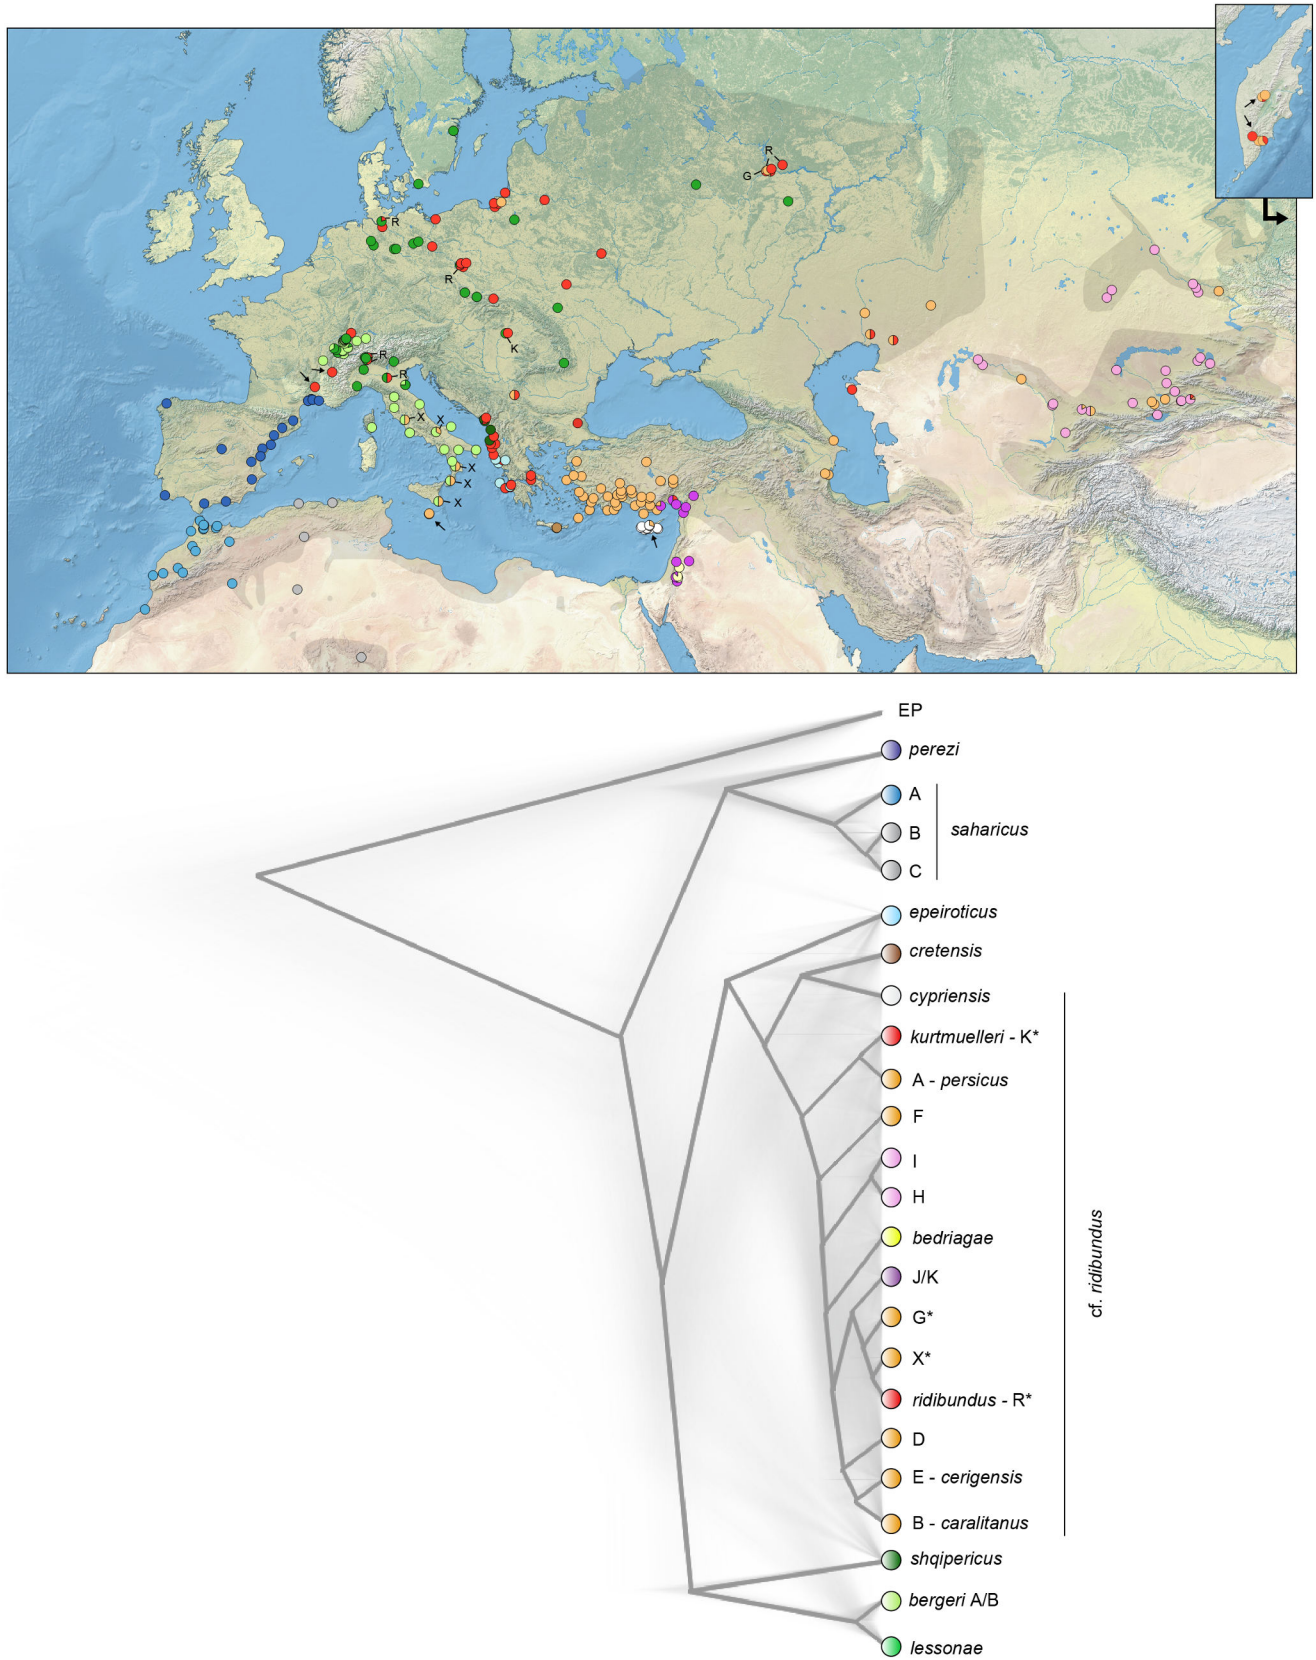 R
G
R
R
K
R
R
X
X
X
X
X
EP
perezi
A
B
saharicus
C
epeiroticus
cretensis
cypriensis
kurtmuelleri - K*
A - persicus
F
I
H
bedriagae
J/K
G*
X*
cf. ridibundus
ridibundus - R*
D
E - cerigensis
B - caralitanus
shqipericus
bergeri A/B
lessonae